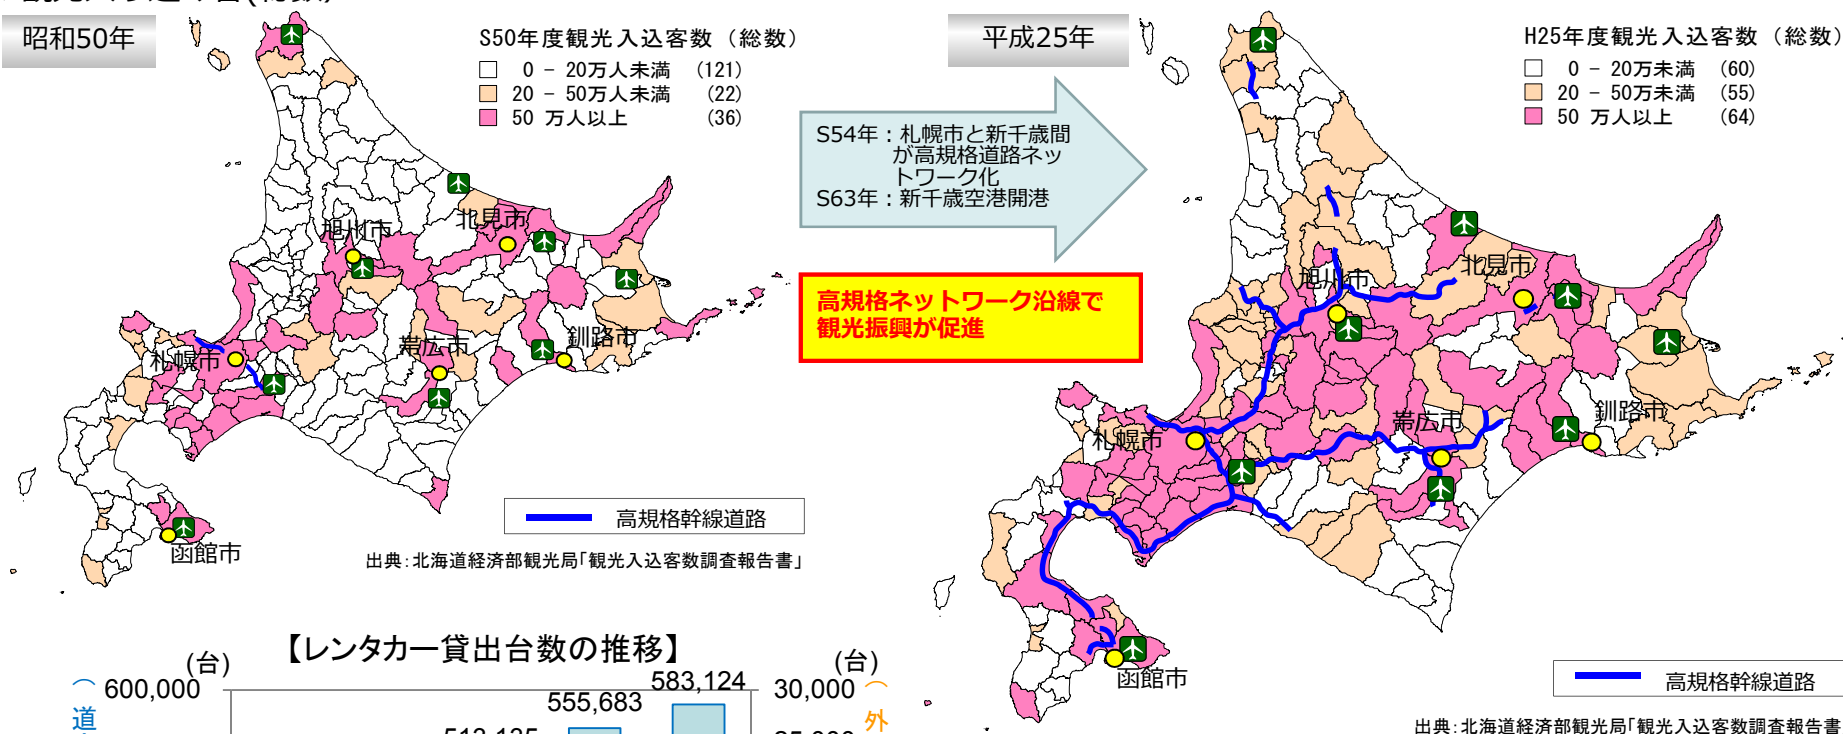 昭和50年
S50年度観光入込客数（総数）
0 - 20万人未満 (121)
20 - 50万人未満 (22)
50 万人以上 (36)
旭川市
北見市
札幌市
帯広市
釧路市
函館市
高規格幹線道路
出典：北海道経済部観光局「観光入込客数調査報告書」
S54年：札幌市と新千歳間
が高規格道路ネッ
トワーク化
S63年：新千歳空港開港
高規格ネットワーク沿線で
観光振興が促進
平成25年
H25年度観光入込客数（総数）
0 - 20万未満 (60)
20 - 50万未満 (55)
50 万人以上 (64)
旭川市
北見市
札幌市
帯広市
釧路市
函館市
高規格幹線道路
出典：北海道経済部観光局「観光入込客数調査報告書
【レンタカー貸出台数の推移】
(台)
(台)
600,000
555,683
583,124
30,000
（道
（外